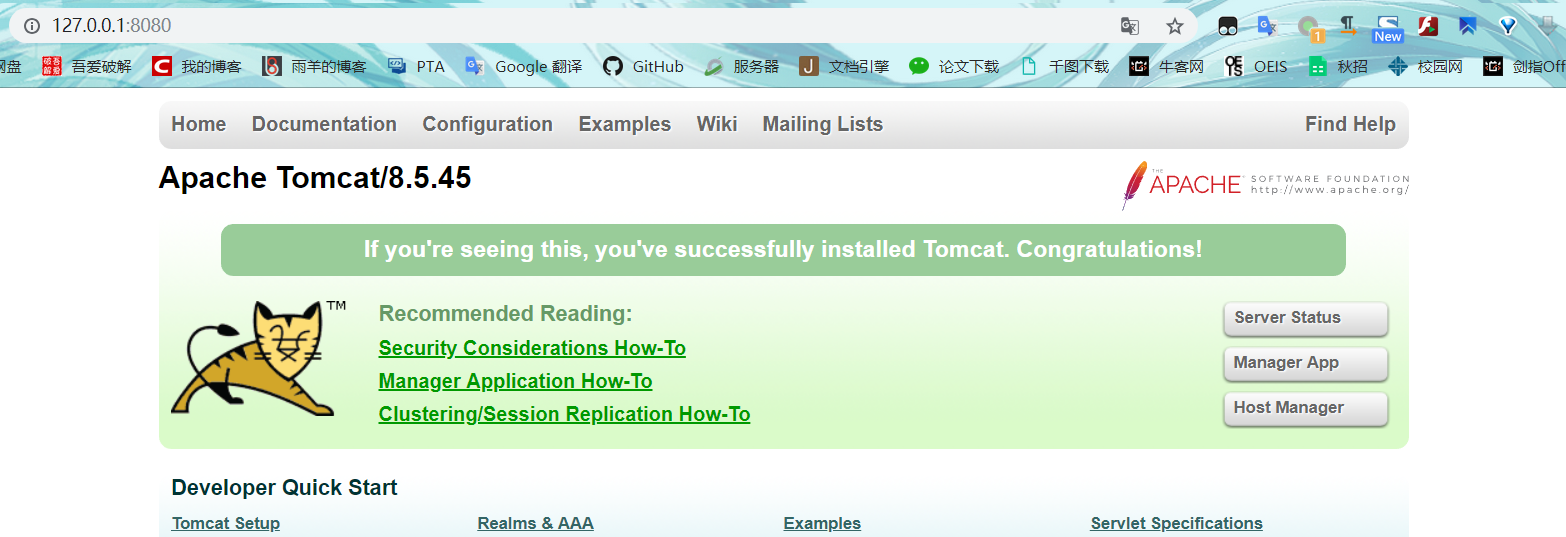 127.0.0.1:8080
1
New
网盘 吾爱破解 我的博客 雨羊的博客 PTA Google 翻译 GitHub 服务器 文档引擎 论文下载 千图下载 牛客网 OEIS 秋招 校园网 剑指Off
Home Documentation Configuration Examples Wiki Mailing Lists Find Help
Apache Tomcat/8.5.45
THE APACHE SOFTWARE FOUNDATION
http://www.apache.org/
If you're seeing this, you've successfully installed Tomcat. Congratulations!
TM
Recommended Reading:
Security Considerations How-To
Manager Application How-To
Clustering/Session Replication How-To
Server Status
Manager App
Host Manager
Developer Quick Start
Tomcat Setup Realms & AAA Examples Servlet Specifications